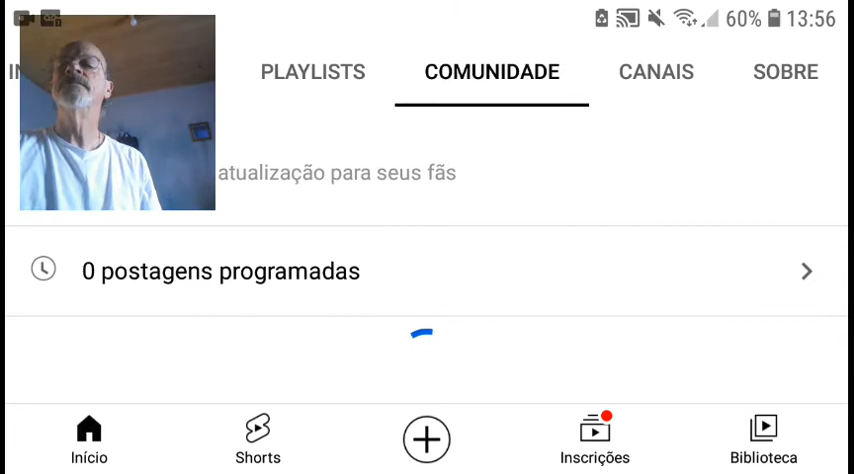 60% 13:56
PLAYLISTS COMUNIDADE CANAIS SOBRE
atualização para seus fãs
0 postagens programadas
Início Shorts Inscrições Biblioteca